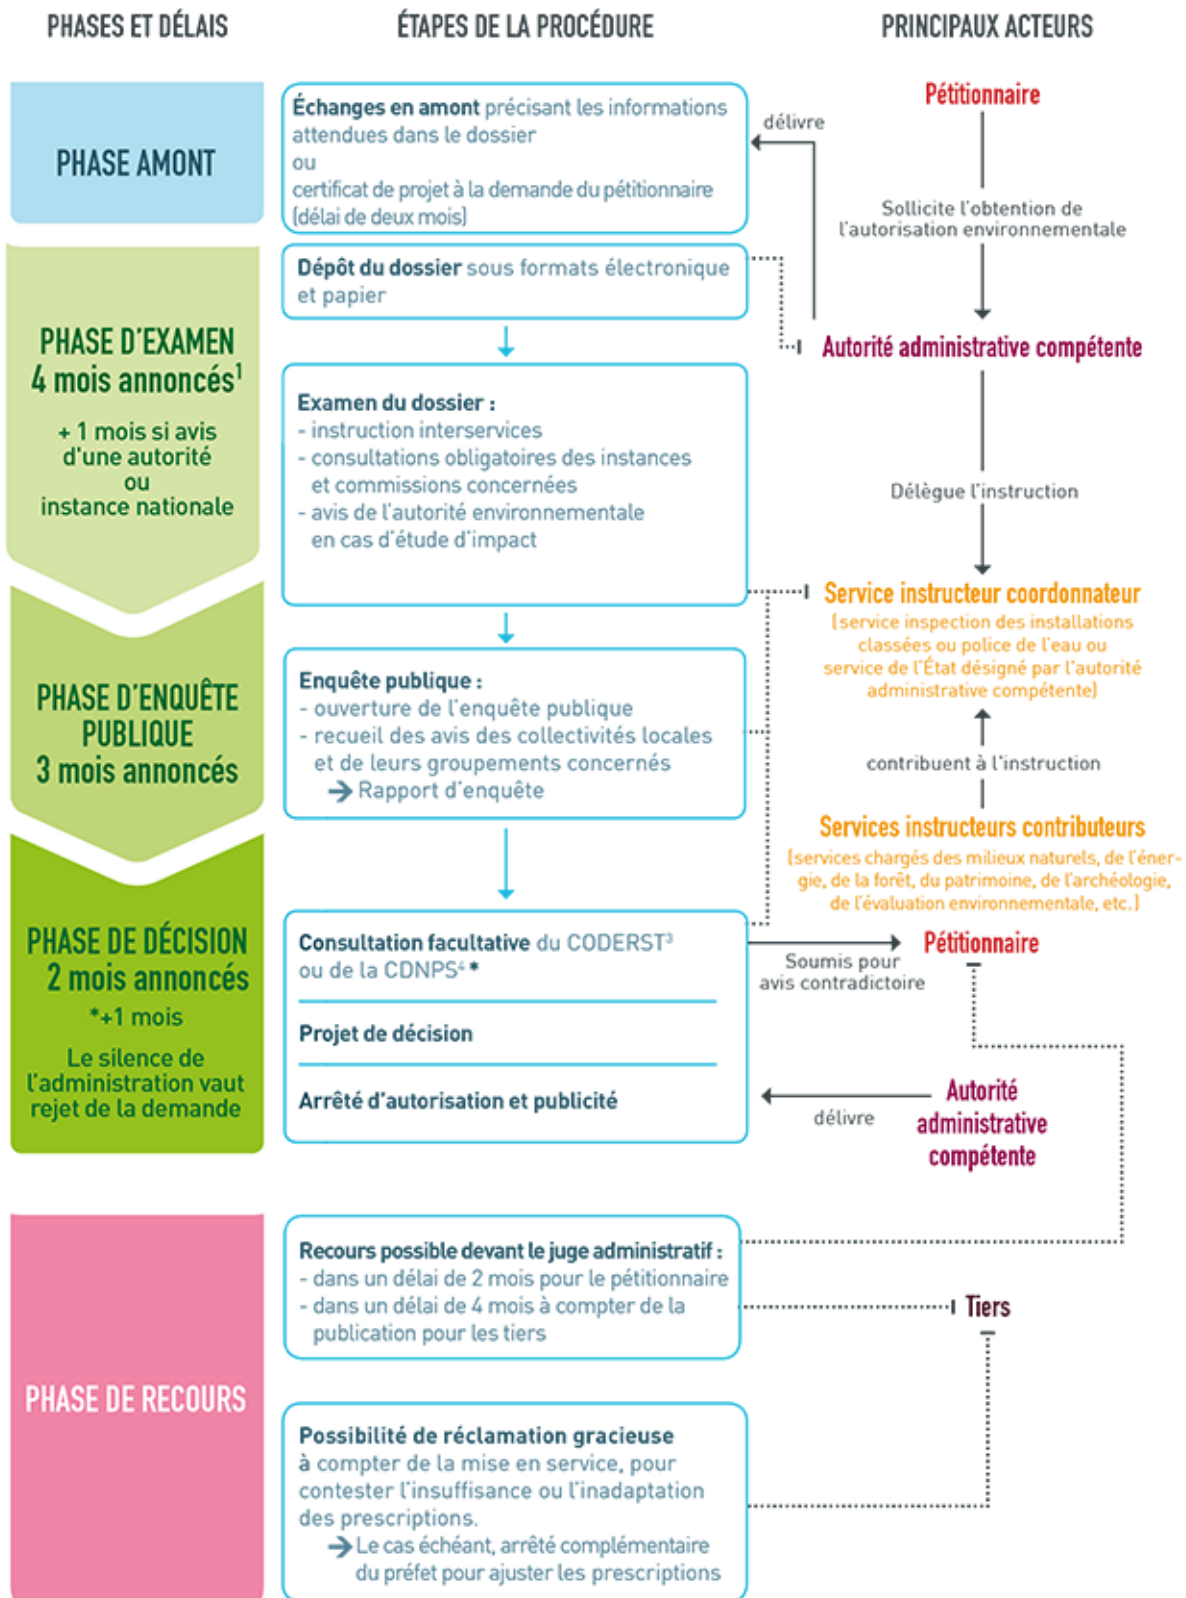 PHASES ET DÉLAIS
ÉTAPES DE LA PROCÉDURE
PRINCIPAUX ACTEURS
PHASE AMONT
Échanges en amont précisant les informations
attendues dans le dossier
ou
certificat de projet à la demande du pétitionnaire
(délai de deux mois)
délivre
Pétitionnaire
Sollicite l'obtention de
l'autorisation environnementale
PHASE D'EXAMEN
4 mois annoncés¹
+ 1 mois si avis
d'une autorité
ou
instance nationale
Dépôt du dossier sous formats électronique
et papier
Autorité administrative compétente
Examen du dossier :
- instruction interservices
- consultations obligatoires des instances
et commissions concernées
- avis de l'autorité environnementale
en cas d'étude d'impact
Délègue l'instruction
Service instructeur coordonnateur
(service inspection des installations
classées ou police de l'eau ou
service de l'État désigné par l'autorité
administrative compétente)
PHASE D'ENQUÊTE
PUBLIQUE
3 mois annoncés
Enquête publique :
- ouverture de l'enquête publique
- recueil des avis des collectivités locales
et de leurs groupements concernés
→ Rapport d'enquête
contribuent à l'instruction
Services instructeurs contributeurs
(services chargés des milieux naturels, de l'éner-
gie, de la forêt, du patrimoine, de l'archéologie,
de l'évaluation environnementale, etc.)
PHASE DE DÉCISION
2 mois annoncés
*+1 mois
Le silence de
l'administration vaut
rejet de la demande
Consultation facultative du CODERST³
ou de la CDNPS⁴ *
Projet de décision
Arrêté d'autorisation et publicité
Soumis pour
avis contradictoire
Pétitionnaire
délivre
Autorité
administrative
compétente
PHASE DE RECOURS
Recours possible devant le juge administratif :
- dans un délai de 2 mois pour le pétitionnaire
- dans un délai de 4 mois à compter de la
publication pour les tiers
Tiers
Possibilité de réclamation gracieuse
à compter de la mise en service, pour
contester l'insuffisance ou l'inadaptation
des prescriptions.
→ Le cas échéant, arrêté complémentaire
du préfet pour ajuster les prescriptions